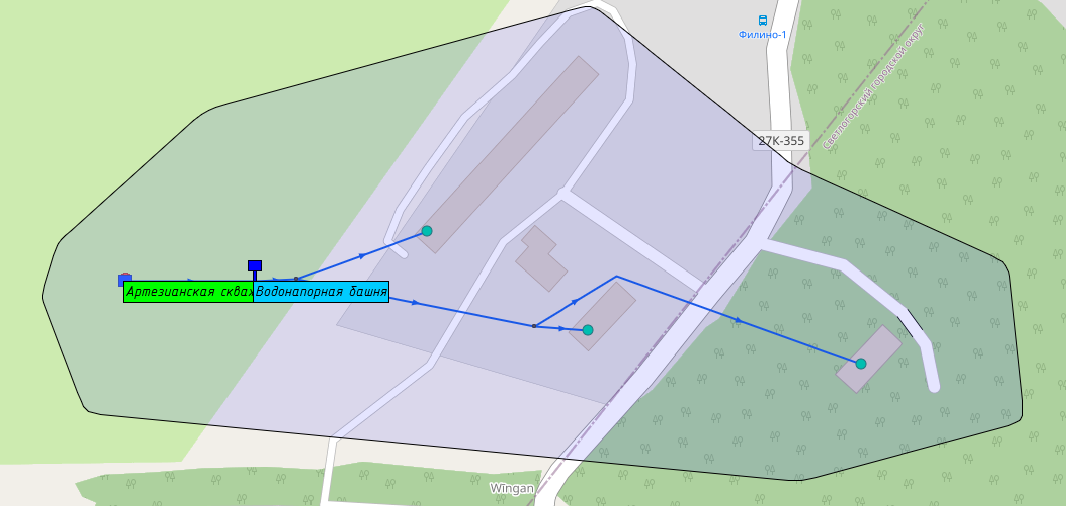 Филино-1
Светлогорский городской округ
27К-355
Артезианская скваж
Водонапорная башня
Wingan